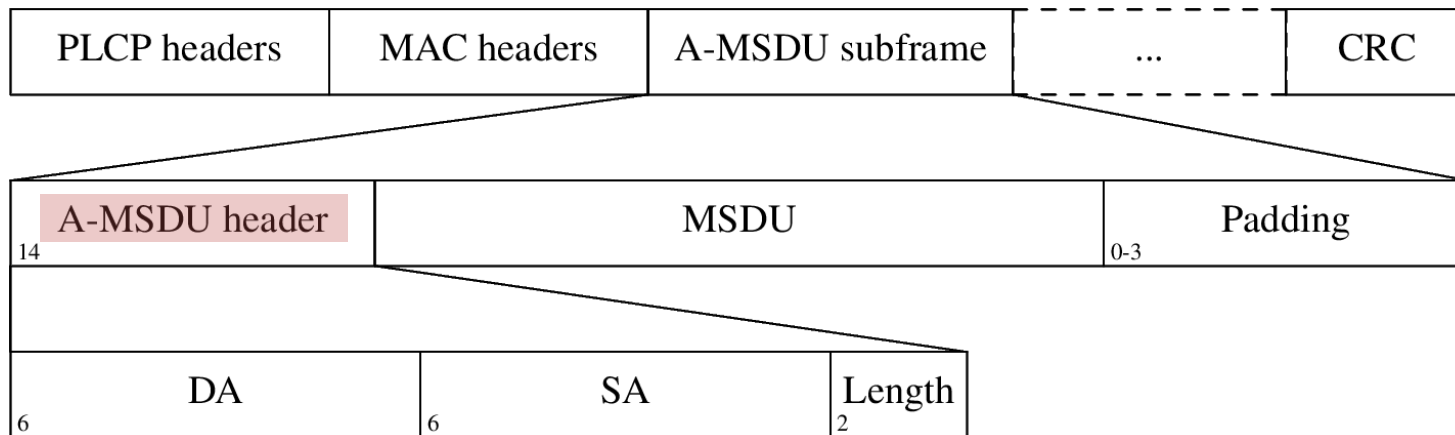 PLCP headers MAC headers A-MSDU subframe ... CRC
A-MSDU header MSDU Padding
14 0-3
DA SA Length
6 6 2